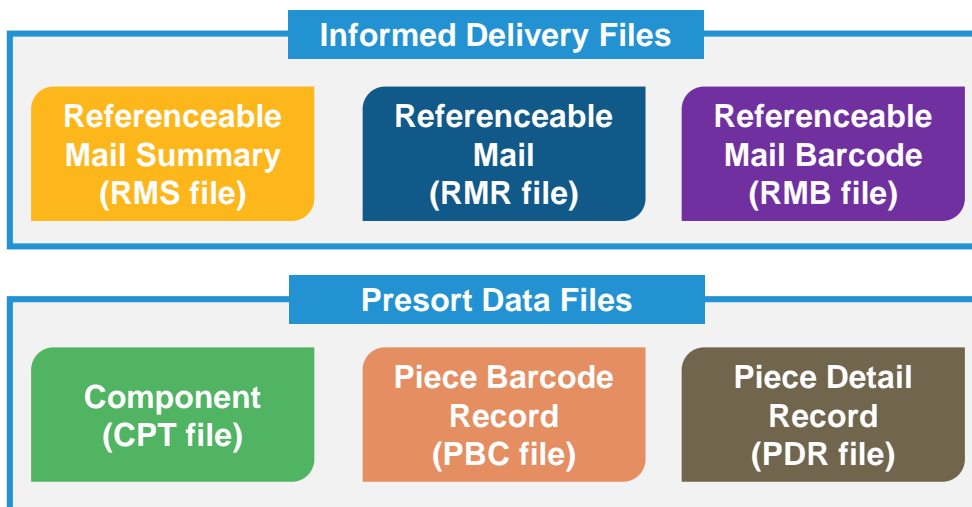 Informed Delivery Files
Referenceable
Mail Summary
(RMS file)
Referenceable
Mail
(RMR file)
Referenceable
Mail Barcode
(RMB file)
Presort Data Files
Component
(CPT file)
Piece Barcode
Record
(PBC file)
Piece Detail
Record
(PDR file)